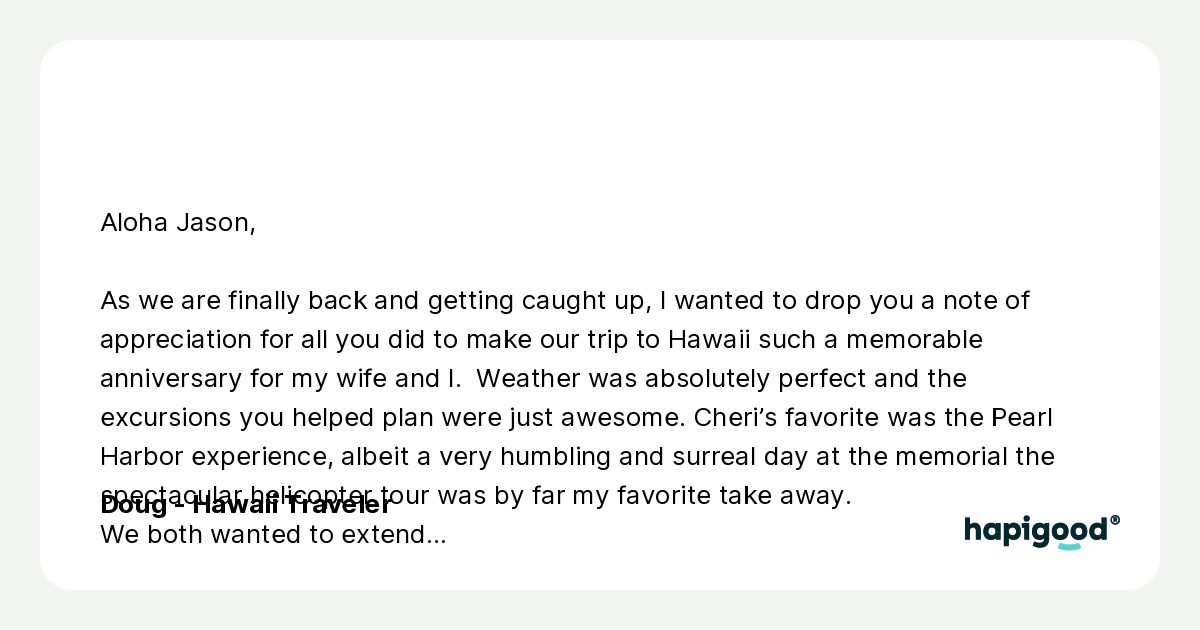 Aloha Jason,
As we are finally back and getting caught up, I wanted to drop you a note of
appreciation for all you did to make our trip to Hawaii such a memorable
anniversary for my wife and I.  Weather was absolutely perfect and the
excursions you helped plan were just awesome. Cheri’s favorite was the Pearl
Harbor experience, albeit a very humbling and surreal day at the memorial the
spectacular helicopter tour was by far my favorite take away.
Doug - Hawaii Traveler
We both wanted to extend...
hapigood®